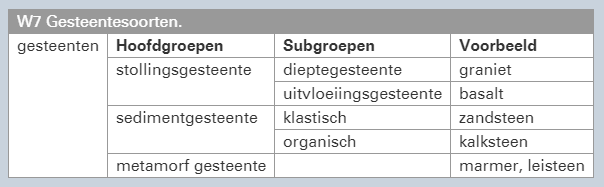 W7 Gesteentesoorten.
gesteenten Hoofdgroepen Subgroepen Voorbeeld
stollingsgesteente dieptegesteente graniet
uitvloeiingsgesteente basalt
sedimentgesteente klastisch zandsteen
organisch kalksteen
metamorf gesteente marmer, leisteen